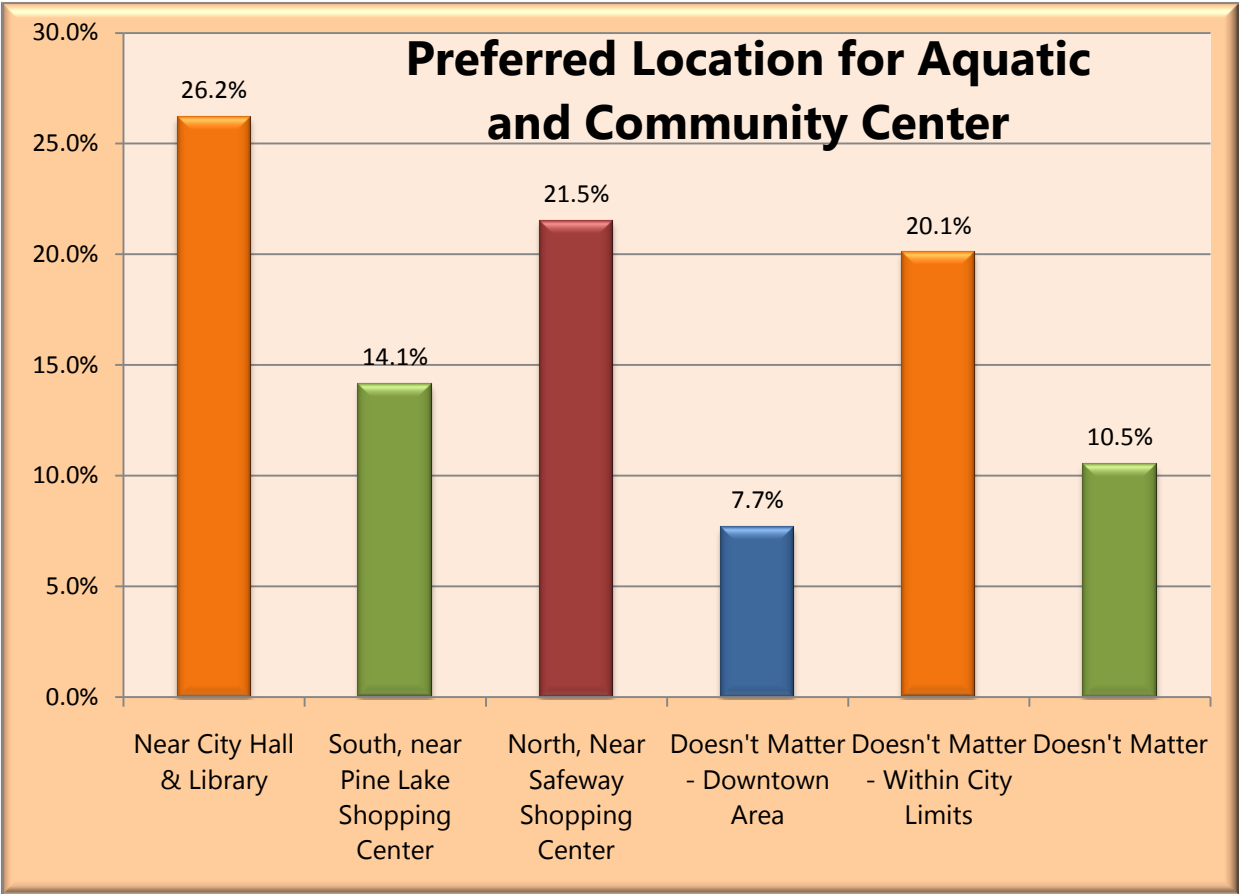 Preferred Location for Aquatic
and Community Center
30.0%
25.0%
20.0%
15.0%
10.0%
5.0%
0.0%
26.2%
14.1%
21.5%
7.7%
20.1%
10.5%
Near City Hall
& Library
South, near
Pine Lake
Shopping
Center
North, Near
Safeway
Shopping
Center
Doesn't Matter
- Downtown
Area
Doesn't Matter
- Within City
Limits
Doesn't Matter